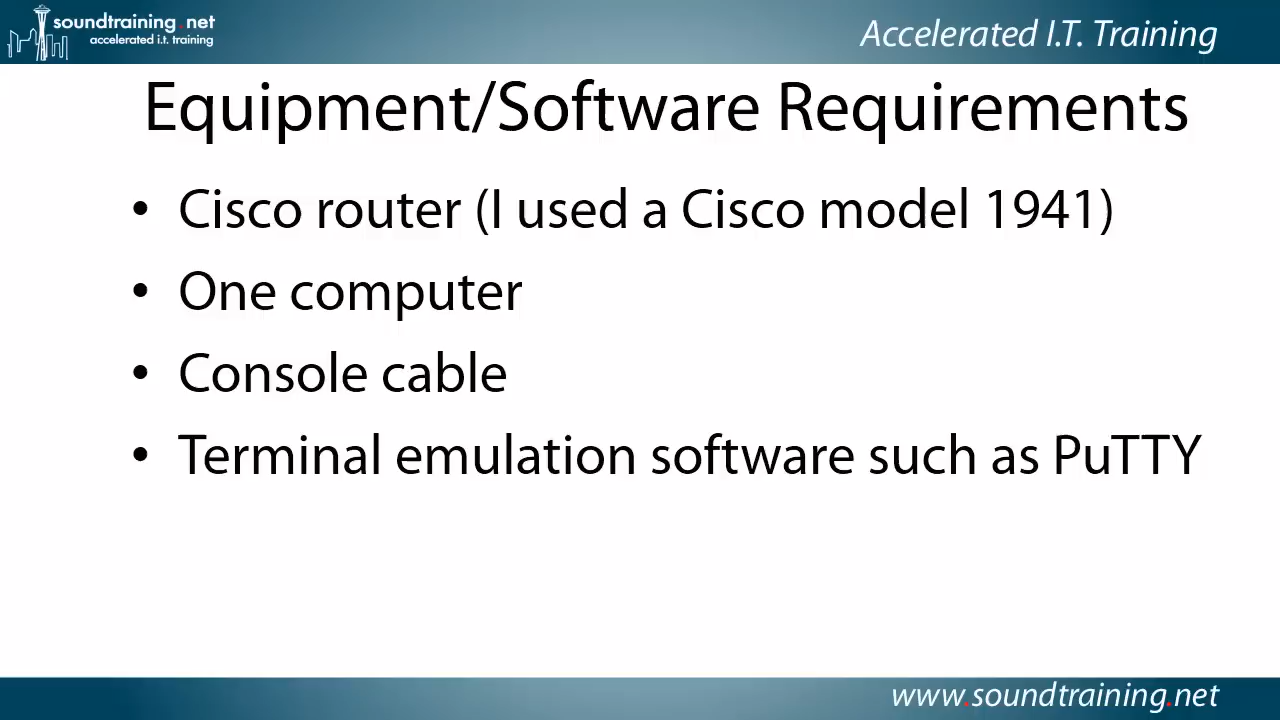 soundtraining.net
accelerated i.t. training
Accelerated I.T. Training
Equipment/Software Requirements
• Cisco router (I used a Cisco model 1941)
• One computer
• Console cable
• Terminal emulation software such as PuTTY
www.soundtraining.net